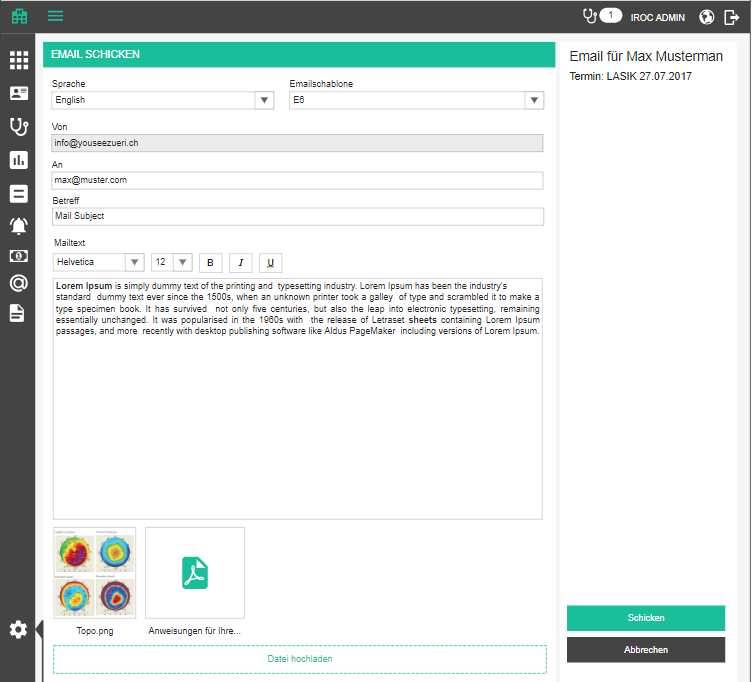 1 IROC ADMIN
EMAIL SCHICKEN
Sprache
English
Emailschablone
E6
Von
info@youseezueri.ch
An
max@muster.com
Betreff
Mail Subject
Mailtext
Helvetica 12 B I U
Lorem Ipsum is simply dummy text of the printing and typesetting industry. Lorem Ipsum has been the industry's
standard dummy text ever since the 1500s, when an unknown printer took a galley of type and scrambled it to make a
type specimen book. It has survived not only five centuries, but also the leap into electronic typesetting, remaining
essentially unchanged. It was popularised in the 1960s with the release of Letraset sheets containing Lorem Ipsum
passages, and more recently with desktop publishing software like Aldus PageMaker including versions of Lorem Ipsum.
Topo.png
Anweisungen für Ihre...
Datei hochladen
Email für Max Musterman
Termin: LASIK 27.07.2017
Schicken
Abbrechen